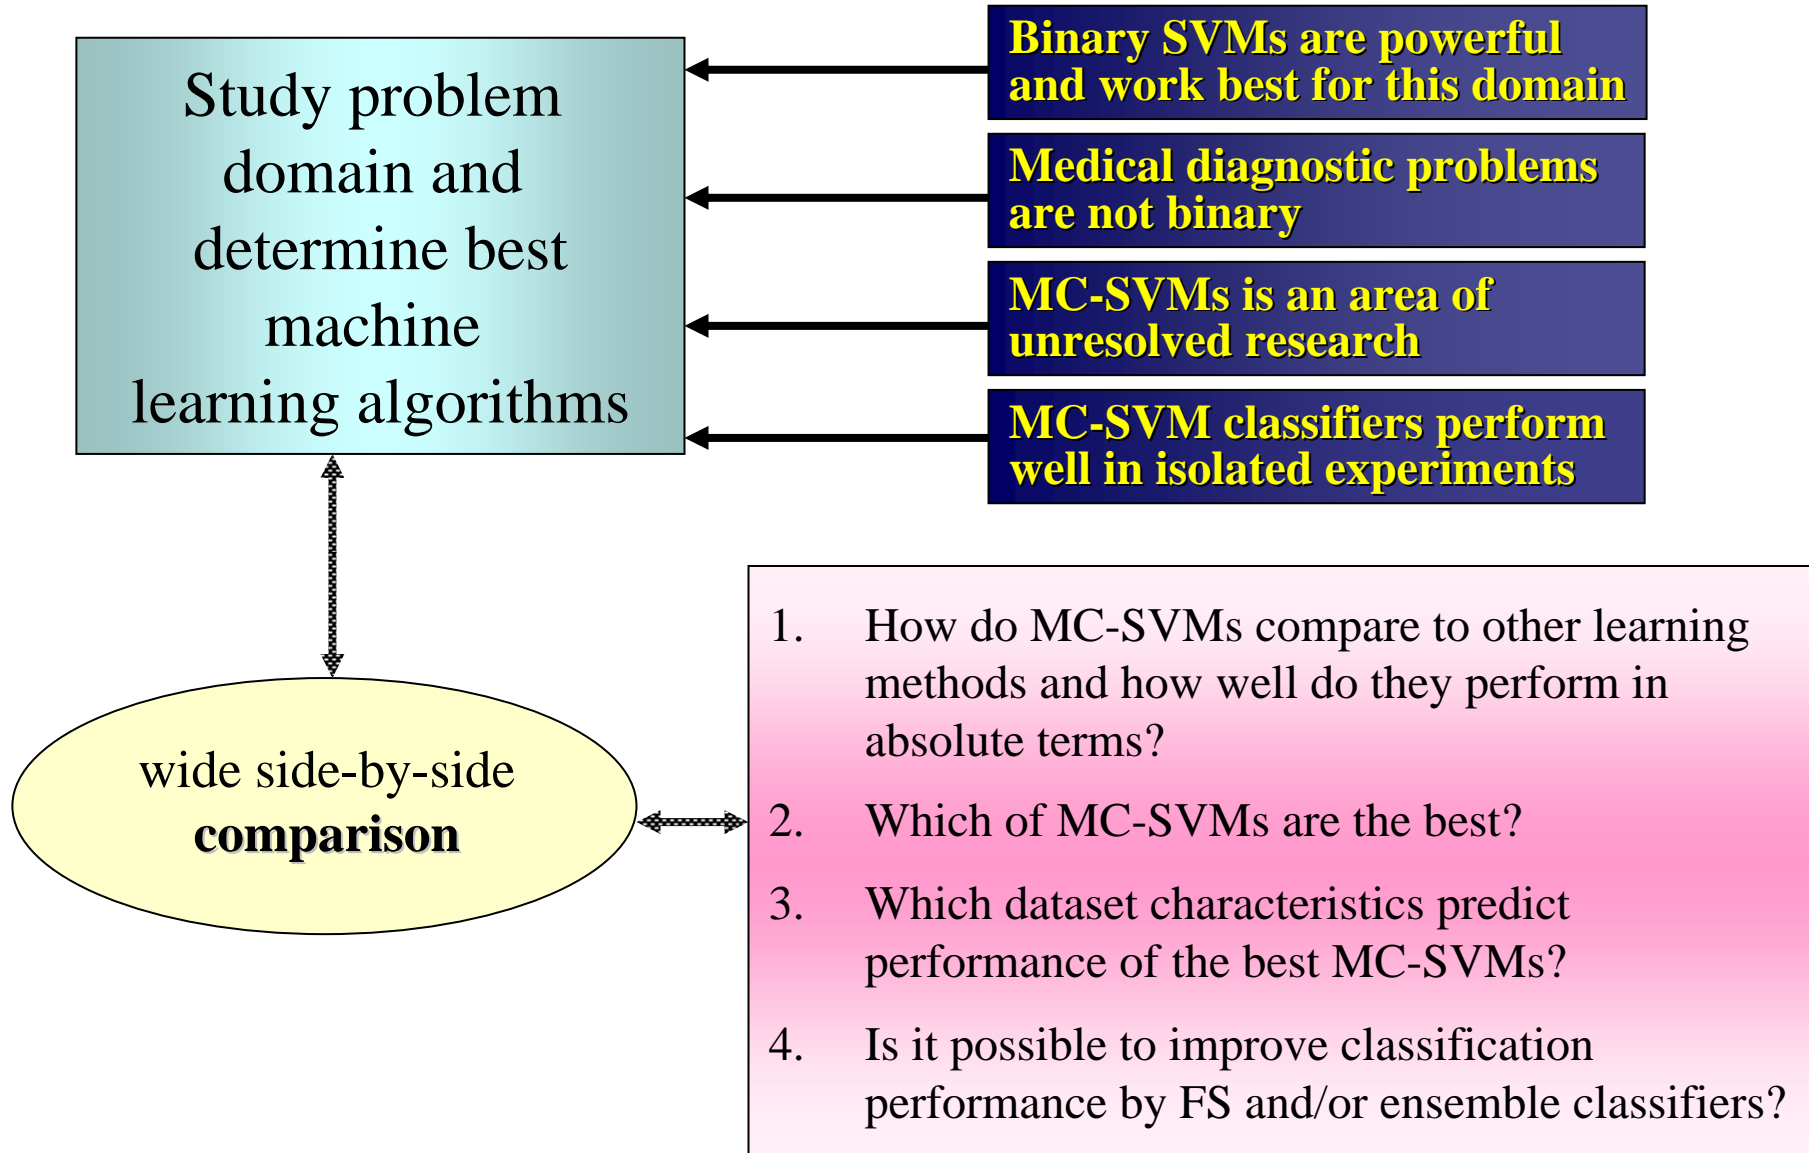 Study problem
domain and
determine best
machine
learning algorithms
Binary SVMs are powerful
and work best for this domain
Medical diagnostic problems
are not binary
MC-SVMs is an area of
unresolved research
MC-SVM classifiers perform
well in isolated experiments
wide side-by-side
comparison
1. How do MC-SVMs compare to other learning
methods and how well do they perform in
absolute terms?
2. Which of MC-SVMs are the best?
3. Which dataset characteristics predict
performance of the best MC-SVMs?
4. Is it possible to improve classification
performance by FS and/or ensemble classifiers?